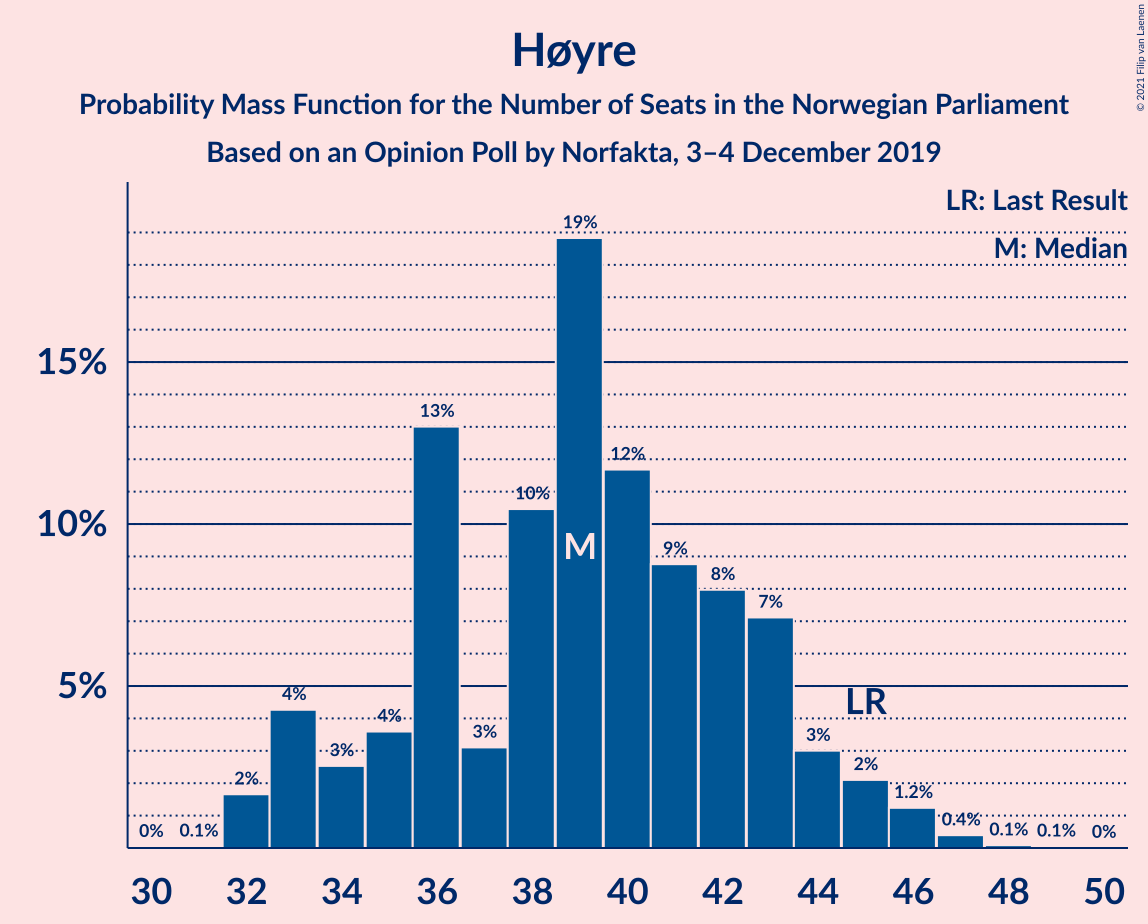 Høyre
Probability Mass Function for the Number of Seats in the Norwegian Parliament
Based on an Opinion Poll by Norfakta, 3–4 December 2019
© 2021 Filip van Laenen
LR: Last Result
M: Median
15%
10%
5%
0%
0.1%
2%
4%
3%
4%
13%
3%
10%
19%
M
12%
9%
8%
7%
3%
LR
2%
1.2%
0.4%
0.1%
0.1%
0%
30 32 34 36 38 40 42 44 46 48 50